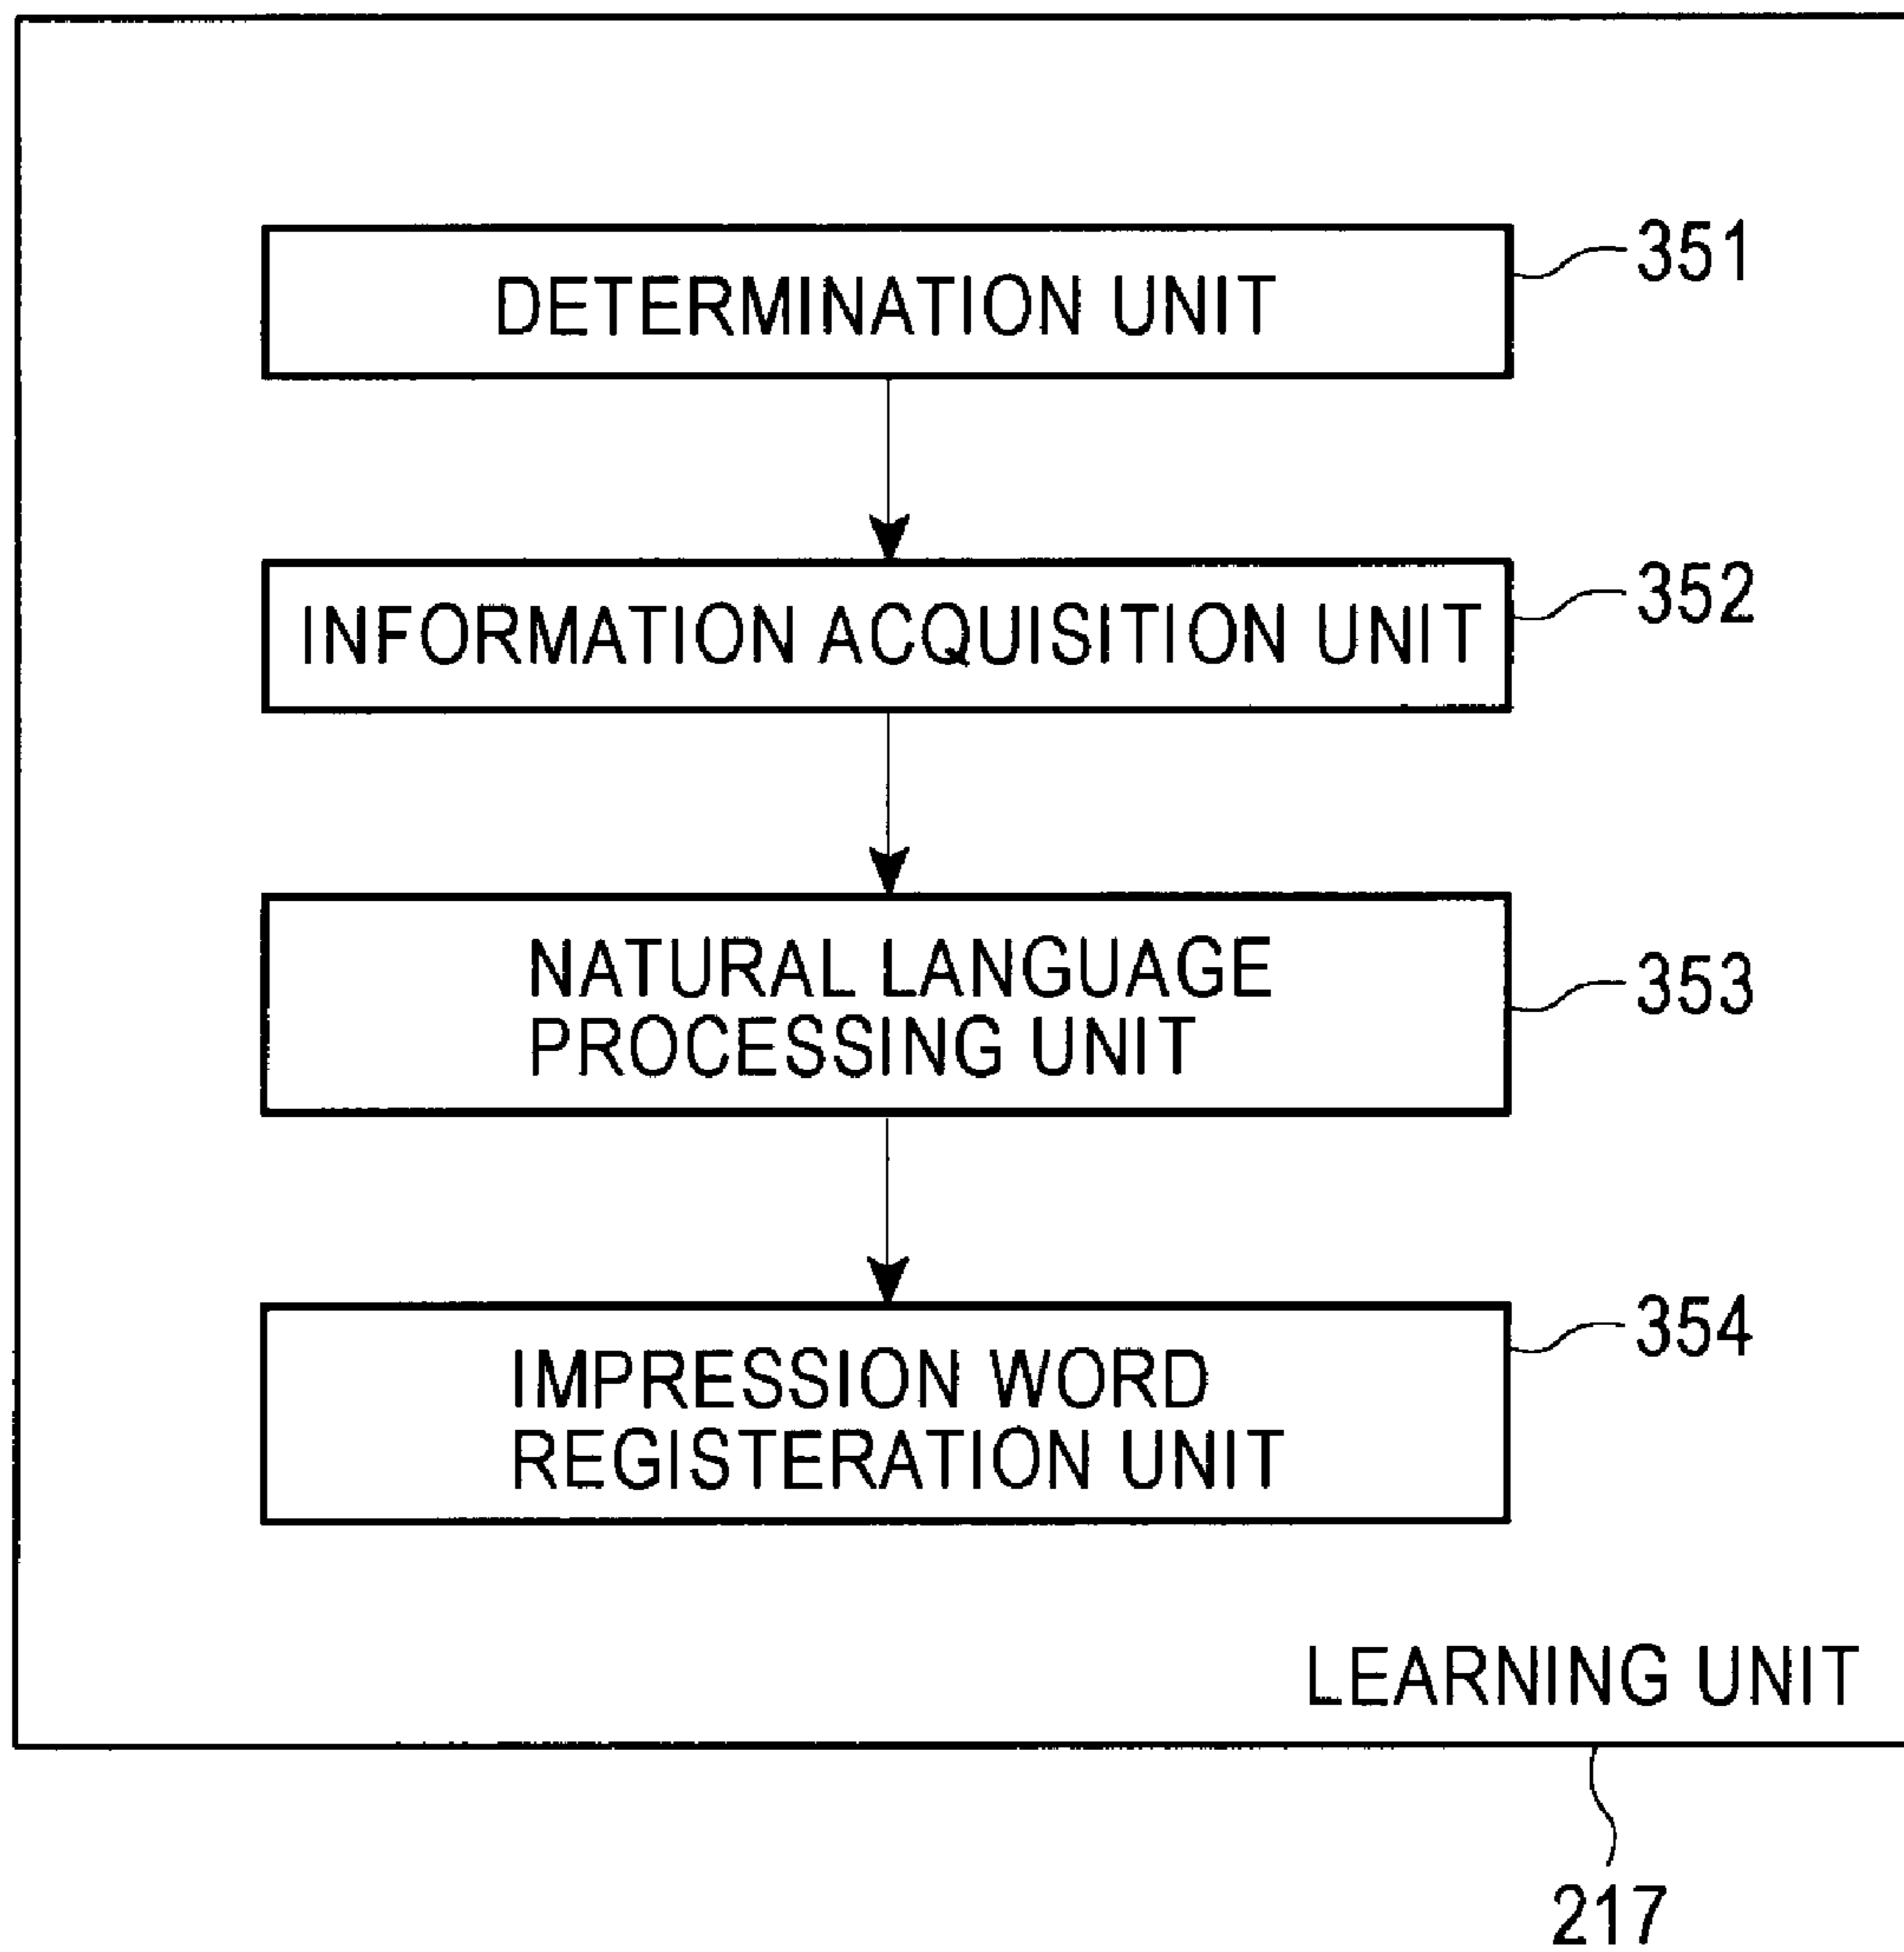 DETERMINATION UNIT
351
INFORMATION ACQUISITION UNIT
352
NATURAL LANGUAGE
PROCESSING UNIT
353
IMPRESSION WORD
REGISTERATION UNIT
354
LEARNING UNIT
217